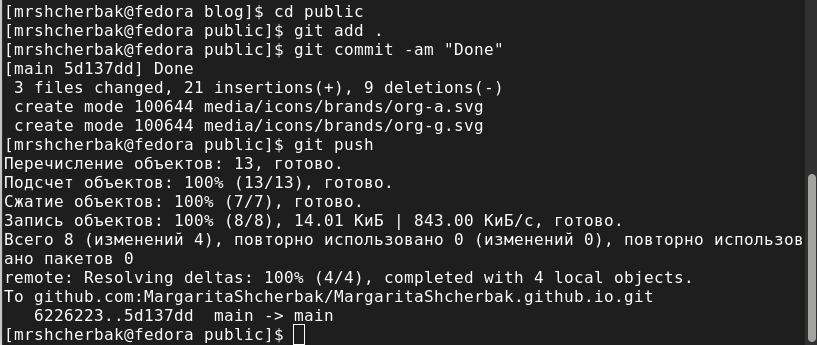 [mrshcherbak@fedora blog]$ cd public
[mrshcherbak@fedora public]$ git add .
[mrshcherbak@fedora public]$ git commit -am "Done"
[main 5d137dd] Done
 3 files changed, 21 insertions(+), 9 deletions(-)
 create mode 100644 media/icons/brands/org-a.svg
 create mode 100644 media/icons/brands/org-g.svg
[mrshcherbak@fedora public]$ git push
Перечисление объектов: 13, готово.
Подсчет объектов: 100% (13/13), готово.
Сжатие объектов: 100% (7/7), готово.
Запись объектов: 100% (8/8), 14.01 КиБ | 843.00 КиБ/с, готово.
Всего 8 (изменений 4), повторно использовано 0 (изменений 0), повторно использов
ано пакетов 0
remote: Resolving deltas: 100% (4/4), completed with 4 local objects.
To github.com:MargaritaShcherbak/MargaritaShcherbak.github.io.git
   6226223..5d137dd  main -> main
[mrshcherbak@fedora public]$